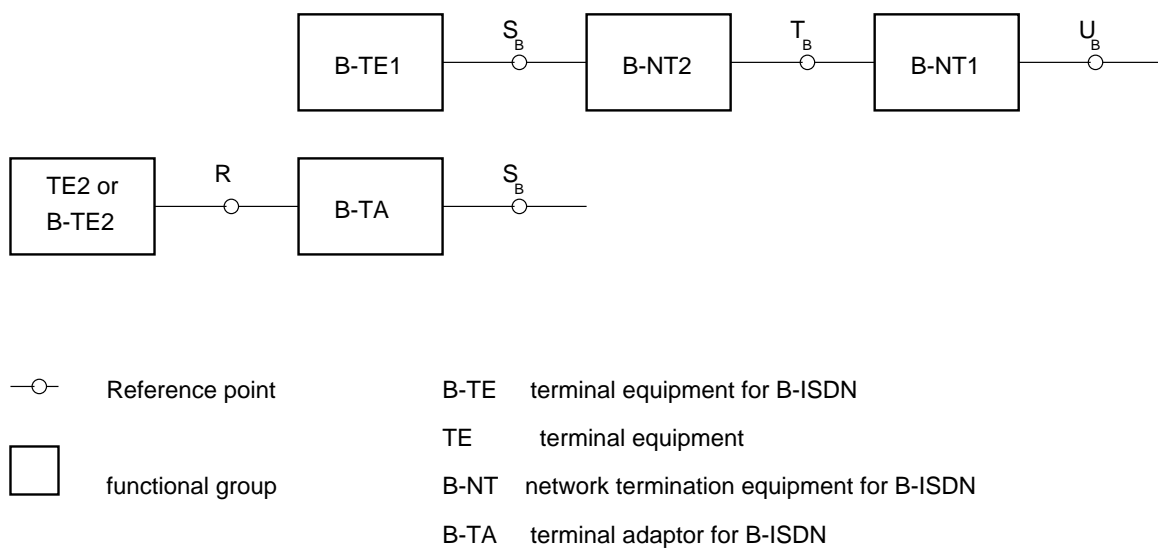 S_B T_B U_B
B-TE1 B-NT2 B-NT1
R S_B
TE2 or
B-TE2
B-TA
Reference point
functional group
B-TE terminal equipment for B-ISDN
TE terminal equipment
B-NT network termination equipment for B-ISDN
B-TA terminal adaptor for B-ISDN